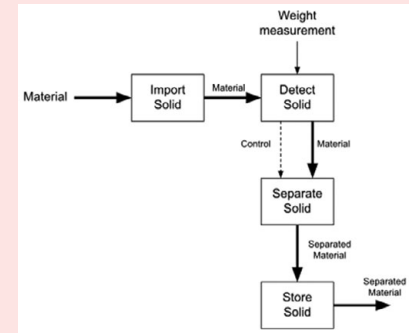 Weight
measurement
Material
Import
Solid
Material
Detect
Solid
Control
Material
Separate
Solid
Separated
Material
Store
Solid
Separated
Material